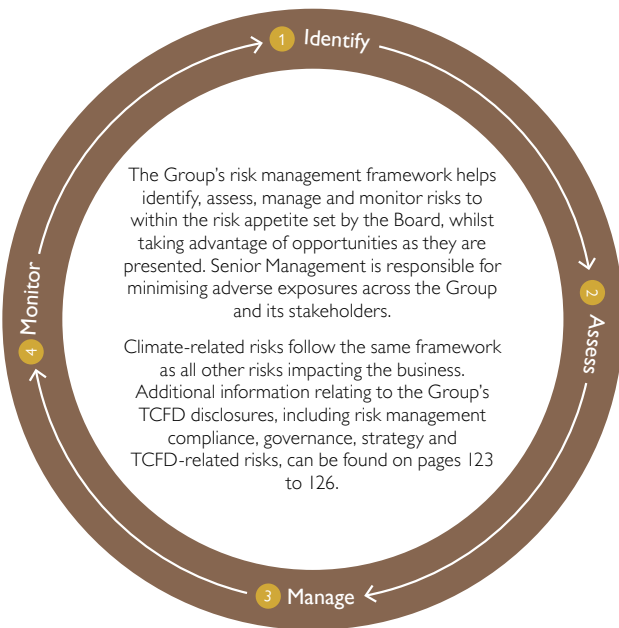 1 Identify
The Group's risk management framework helps
identify, assess, manage and monitor risks to
within the risk appetite set by the Board, whilst
taking advantage of opportunities as they are
presented. Senior Management is responsible for
minimising adverse exposures across the Group
and its stakeholders.
Climate-related risks follow the same framework
as all other risks impacting the business.
Additional information relating to the Group's
TCFD disclosures, including risk management
compliance, governance, strategy and
TCFD-related risks, can be found on pages 123
to 126.
2 Assess
3 Manage
4 Monitor